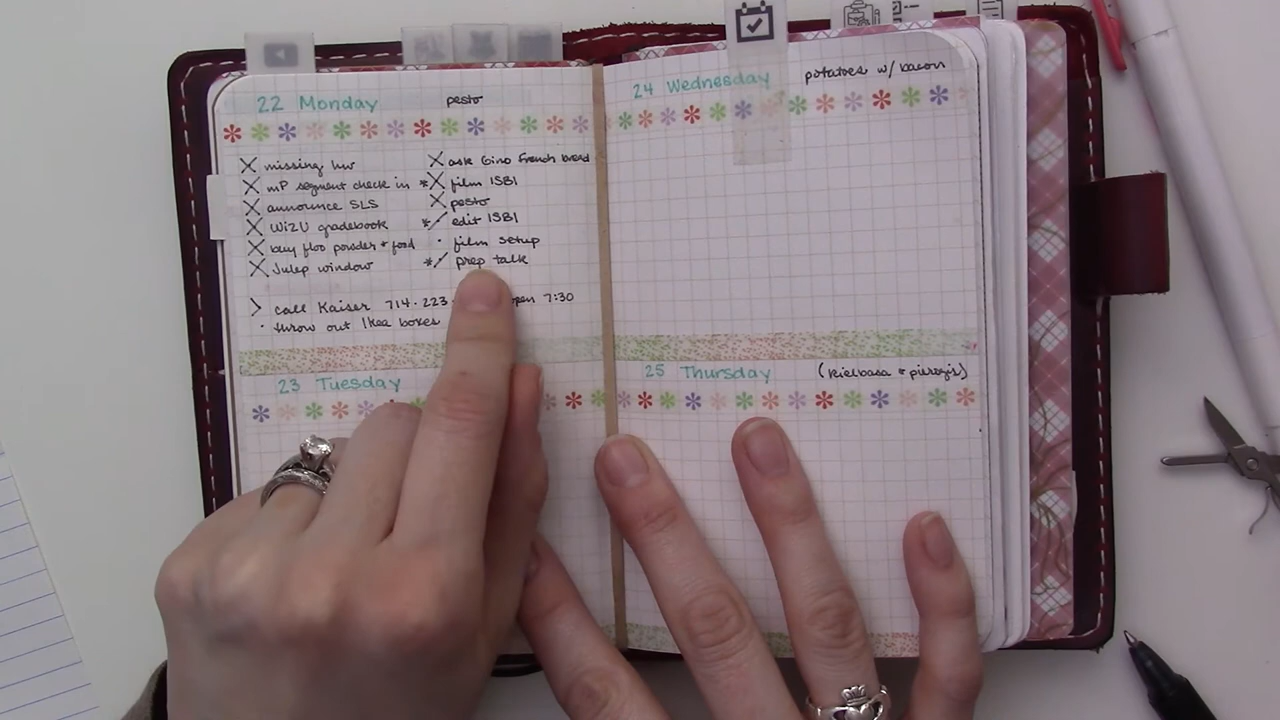 22 Monday
pesto
X missing hw
X mP segment check in
X announce SLS
X WizU gradebook
X buy floo powder + food
X Julep window
X ask Gino French bread
*X film ISBI
X pesto
*/ edit ISBI
· film setup
*/ prep talk
> call Kaiser 714·223 open 7:30
· throw out Ikea boxes
23 Tuesday
24 Wednesday
potatoes w/ bacon
25 Thursday
(kielbasa + pierogis)